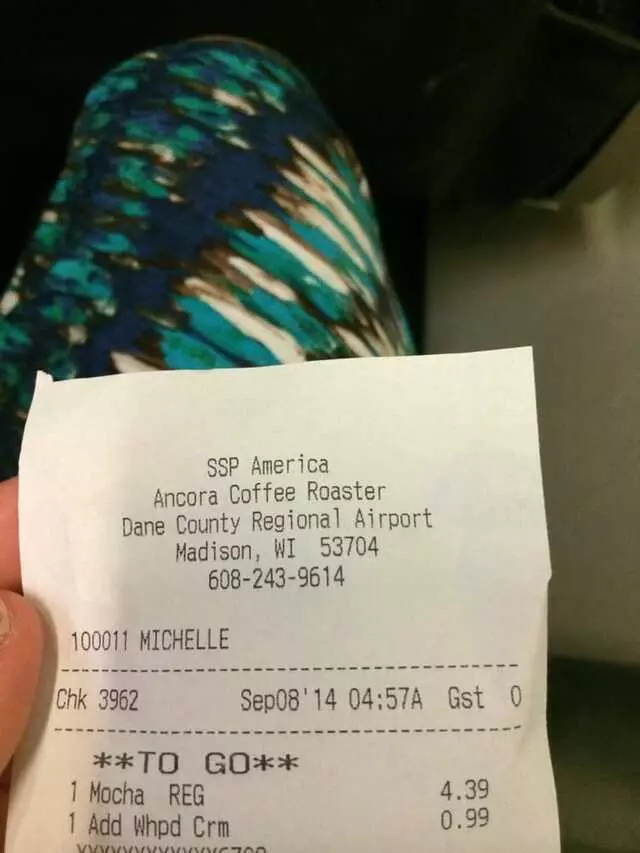 SSP America
Ancora Coffee Roaster
Dane County Regional Airport
Madison, WI 53704
608-243-9614
100011 MICHELLE
Chk 3962 Sep08'14 04:57A Gst 0
**TO GO**
1 Mocha REG 4.39
1 Add Whpd Crm 0.99